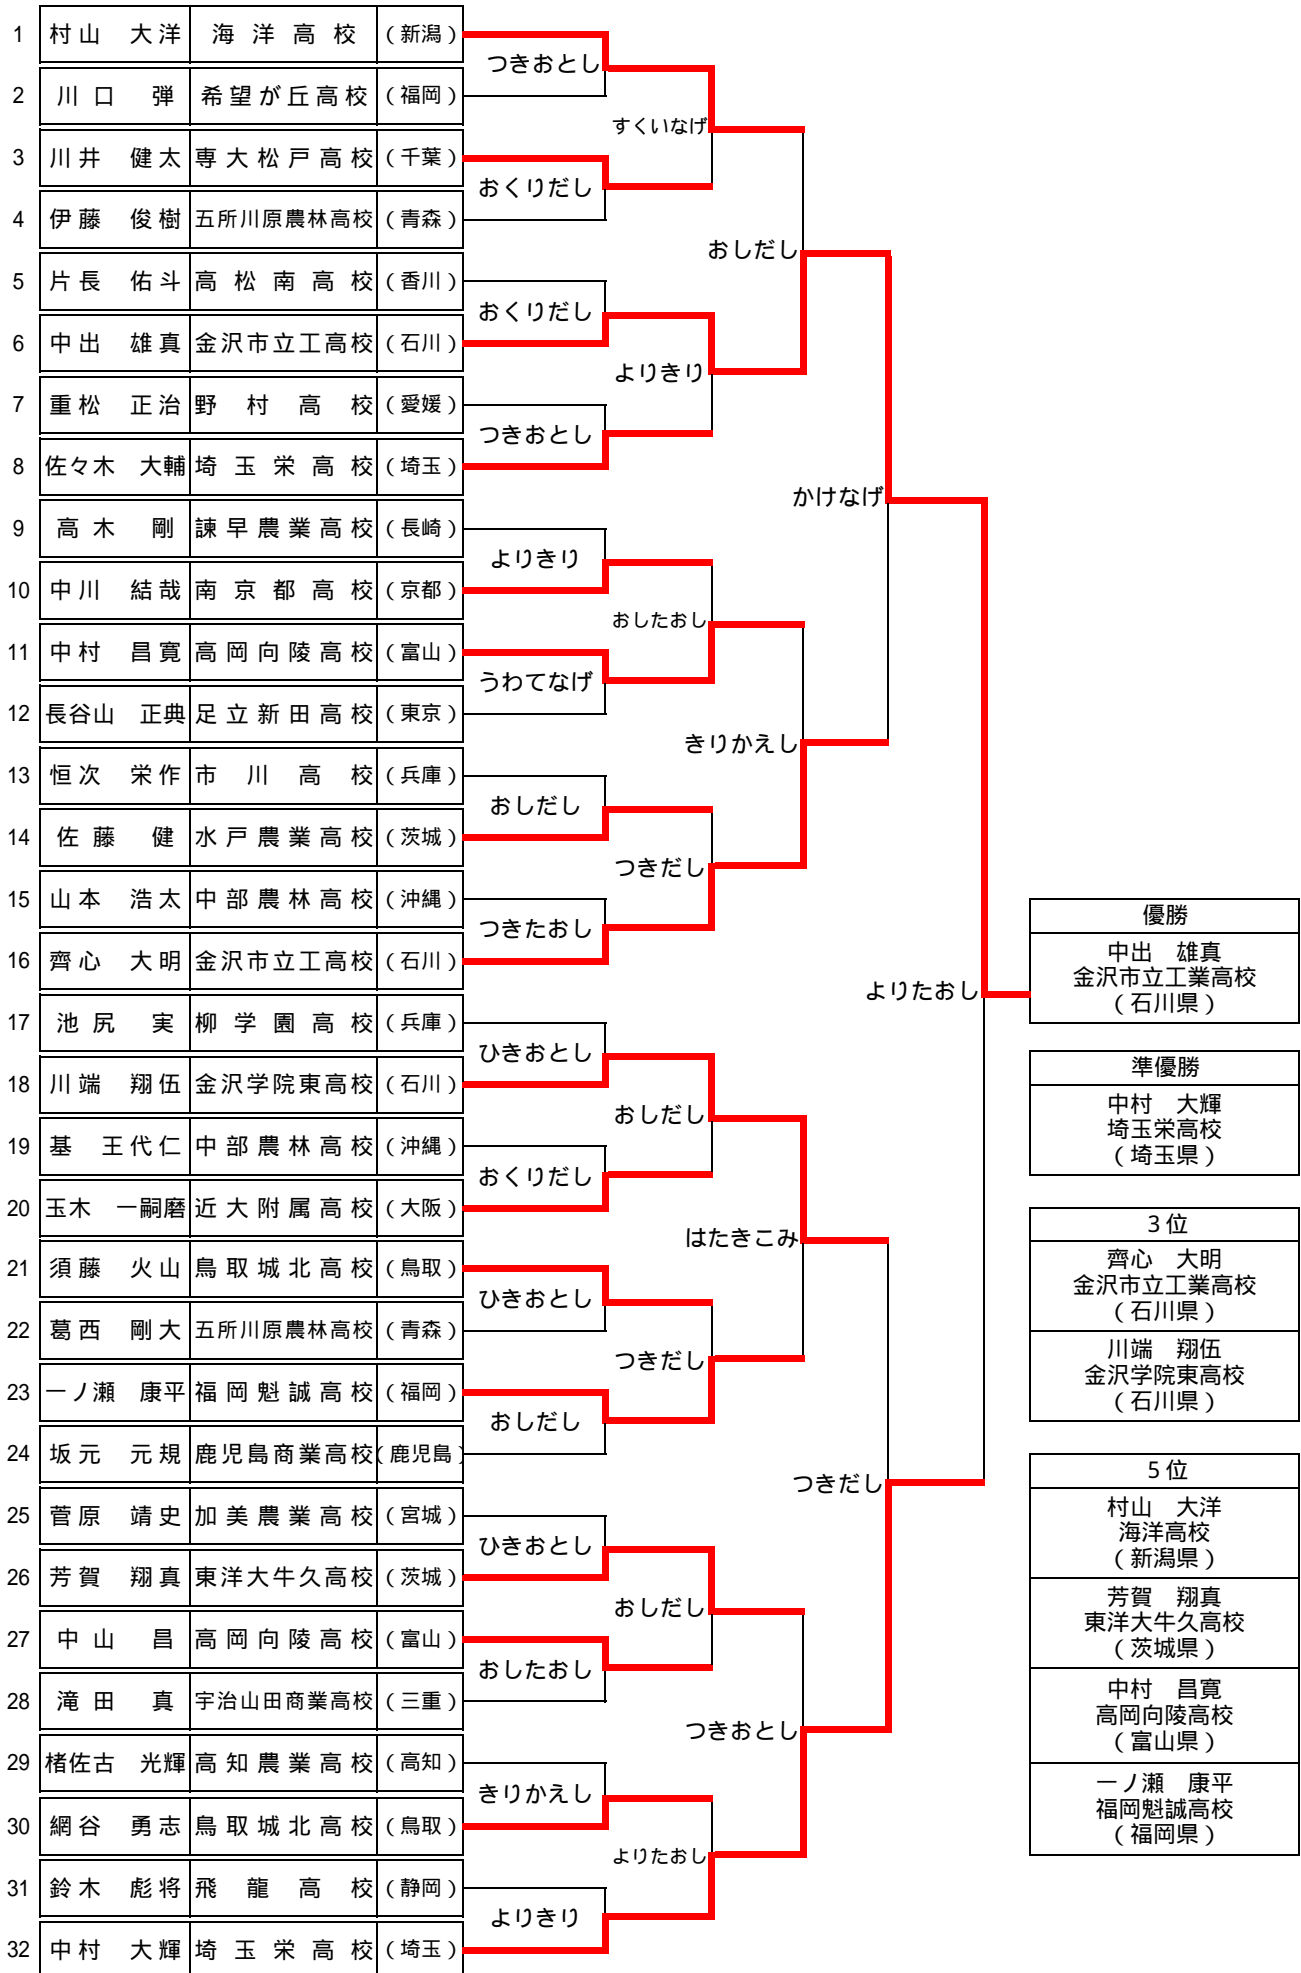 1 村山 大洋 海洋高校 (新潟)
2 川口 弾 希望が丘高校 (福岡)
3 川井 健太 専大松戸高校 (千葉)
4 伊藤 俊樹 五所川原農林高校 (青森)
5 片長 佑斗 高松南高校 (香川)
6 中出 雄真 金沢市立工高校 (石川)
7 重松 正治 野村高校 (愛媛)
8 佐々木 大輔 埼玉栄高校 (埼玉)
9 高木 剛 諫早農業高校 (長崎)
10 中川 結哉 南京都高校 (京都)
11 中村 昌寛 高岡向陵高校 (富山)
12 長谷山 正典 足立新田高校 (東京)
13 恒次 栄作 市川高校 (兵庫)
14 佐藤 健 水戸農業高校 (茨城)
15 山本 浩太 中部農林高校 (沖縄)
16 齊心 大明 金沢市立工高校 (石川)
17 池尻 実 柳学園高校 (兵庫)
18 川端 翔伍 金沢学院東高校 (石川)
19 基 王代仁 中部農林高校 (沖縄)
20 玉木 一嗣磨 近大附属高校 (大阪)
21 須藤 火山 鳥取城北高校 (鳥取)
22 葛西 剛大 五所川原農林高校 (青森)
23 一ノ瀬 康平 福岡魁誠高校 (福岡)
24 坂元 元規 鹿児島商業高校 (鹿児島)
25 菅原 靖史 加美農業高校 (宮城)
26 芳賀 翔真 東洋大牛久高校 (茨城)
27 中山 昌 高岡向陵高校 (富山)
28 滝田 真 宇治山田商業高校 (三重)
29 楮佐古 光輝 高知農業高校 (高知)
30 網谷 勇志 鳥取城北高校 (鳥取)
31 鈴木 彪将 飛龍高校 (静岡)
32 中村 大輝 埼玉栄高校 (埼玉)
つきおとし
おくりだし
おくりだし
つきおとし
よりきり
うわてなげ
おしだし
つきたおし
ひきおとし
おくりだし
ひきおとし
おしだし
ひきおとし
おしたおし
きりかえし
よりきり
すくいなげ
よりきり
おしたおし
つきだし
おしだし
つきだし
おしだし
よりたおし
おしだし
きりかえし
はたきこみ
つきおとし
かけなげ
つきだし
よりたおし
優勝
中出 雄真
金沢市立工業高校
(石川県)
準優勝
中村 大輝
埼玉栄高校
(埼玉県)
3位
齊心 大明
金沢市立工業高校
(石川県)
川端 翔伍
金沢学院東高校
(石川県)
5位
村山 大洋
海洋高校
(新潟県)
芳賀 翔真
東洋大牛久高校
(茨城県)
中村 昌寛
高岡向陵高校
(富山県)
一ノ瀬 康平
福岡魁誠高校
(福岡県)